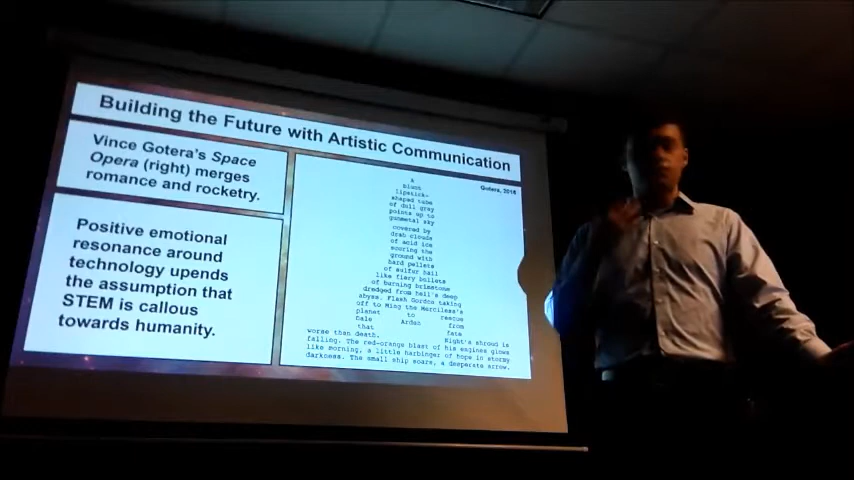 Building the Future with Artistic Communication
Vince Gotera's Space
Opera (right) merges
romance and rocketry.
Positive emotional
resonance around
technology upends
the assumption that
STEM is callous
towards humanity.
Gotera, 2018
A
blunt
lipstick-
shaped tube
of dull gray
points up to
gunmetal sky
covered by
drab clouds
of acid ice
scouring the
ground with
hard pellets
of sulfur hail
like fiery bullets
of burning brimstone
dredged from hell's deep
abyss. Flash Gordon taking
off to Ming the Merciless's
planet to rescue
Dale Arden from
that fate
worse than death. Night's shroud is
falling. The red-orange blast of his engines glows
like morning, a little harbinger of hope in stormy
darkness. The small ship soars, a desperate arrow.